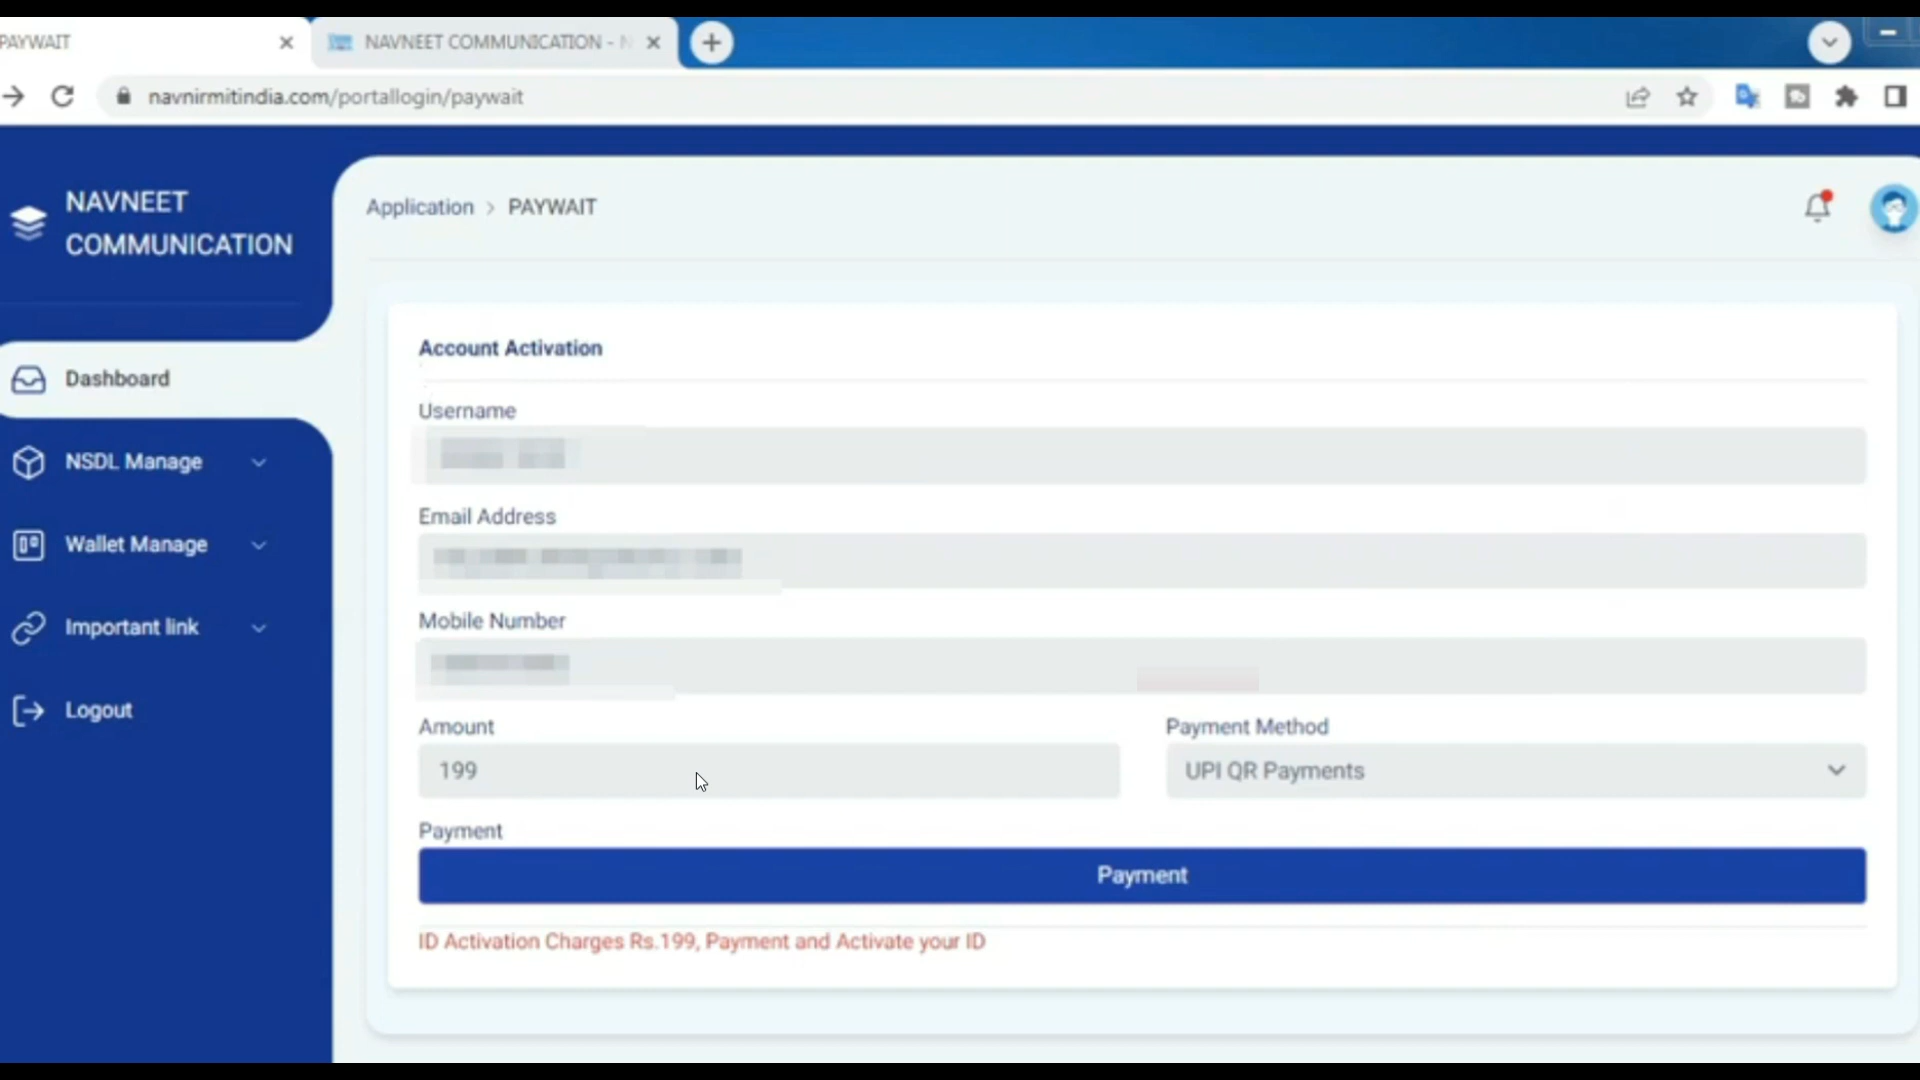 PAYWAIT
NAVNEET COMMUNICATION - N
navnirmitindia.com/portallogin/paywait
NAVNEET
COMMUNICATION
Application > PAYWAIT
Dashboard
NSDL Manage
Wallet Manage
Important link
Logout
Account Activation
Username
Email Address
Mobile Number
Amount
Payment Method
199
UPI QR Payments
Payment
Payment
ID Activation Charges Rs.199, Payment and Activate your ID